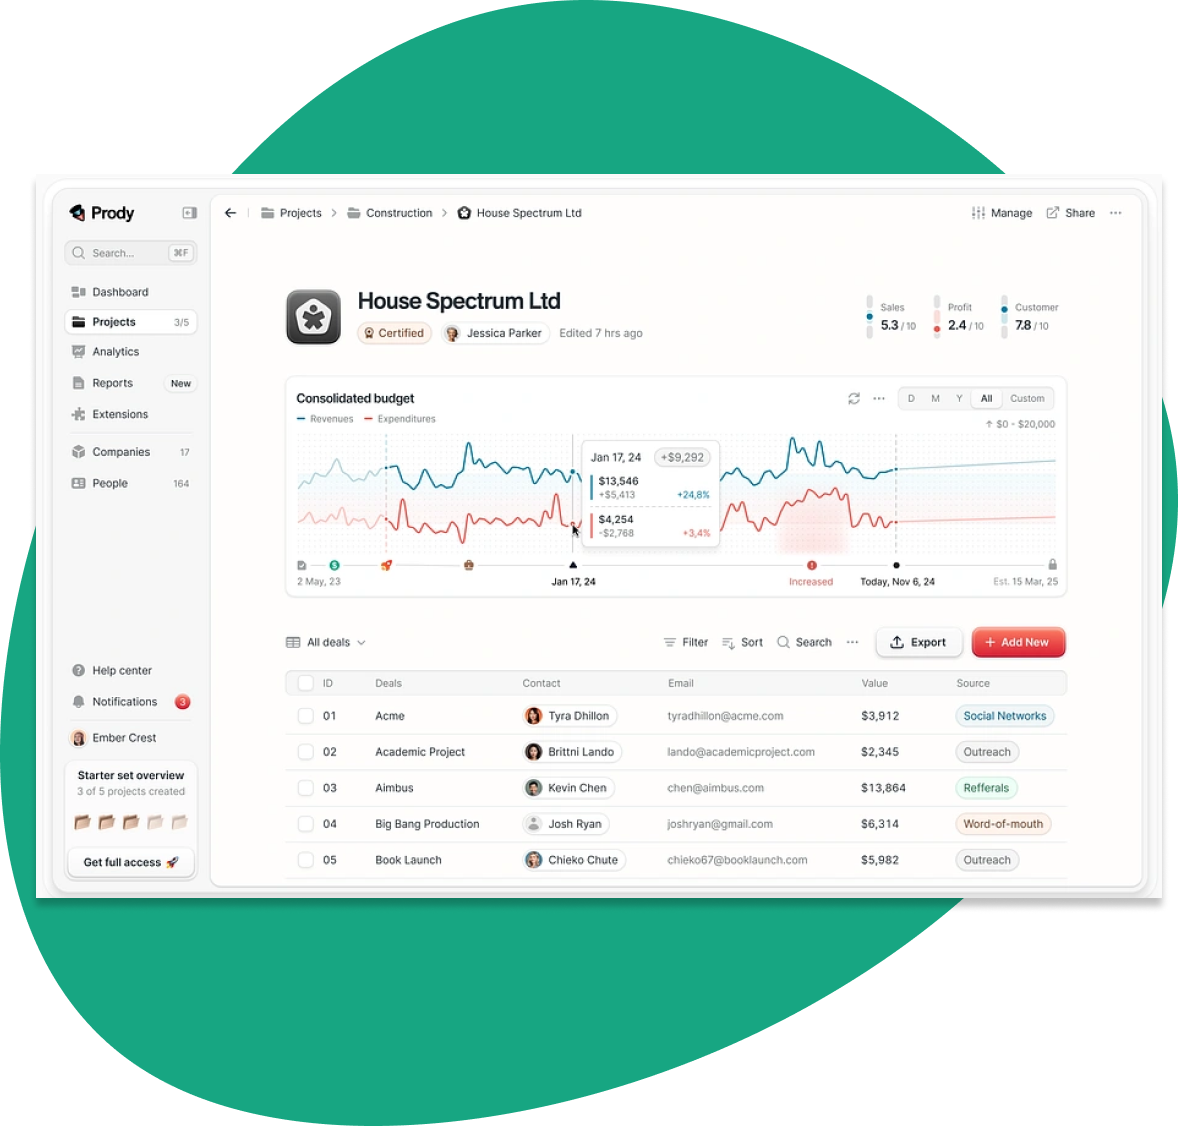 Prody
Search... ⌘F
Dashboard
Projects 3/5
Analytics
Reports New
Extensions
Companies 17
People 164
Help center
Notifications 3
Ember Crest
Starter set overview
3 of 5 projects created
Get full access
Projects > Construction > House Spectrum Ltd
Manage Share ...
House Spectrum Ltd
Certified Jessica Parker Edited 7 hrs ago
Sales
5.3 / 10
Profit
2.4 / 10
Customer
7.8 / 10
Consolidated budget
Revenues Expenditures
D M Y All Custom
↑ $0 - $20,000
Jan 17, 24 +$9,292
$13,546
+$5,413 +24,8%
$4,254
-$2,768 +3,4%
2 May, 23 Jan 17, 24 Increased Today, Nov 6, 24 Est. 15 Mar, 25
All deals
Filter Sort Search ... Export + Add New
ID Deals Contact Email Value Source
01 Acme Tyra Dhillon tyradhillon@acme.com $3,912 Social Networks
02 Academic Project Brittni Lando lando@academicproject.com $2,345 Outreach
03 Aimbus Kevin Chen chen@aimbus.com $13,864 Refferals
04 Big Bang Production Josh Ryan joshryan@gmail.com $6,314 Word-of-mouth
05 Book Launch Chieko Chute chieko67@booklaunch.com $5,982 Outreach